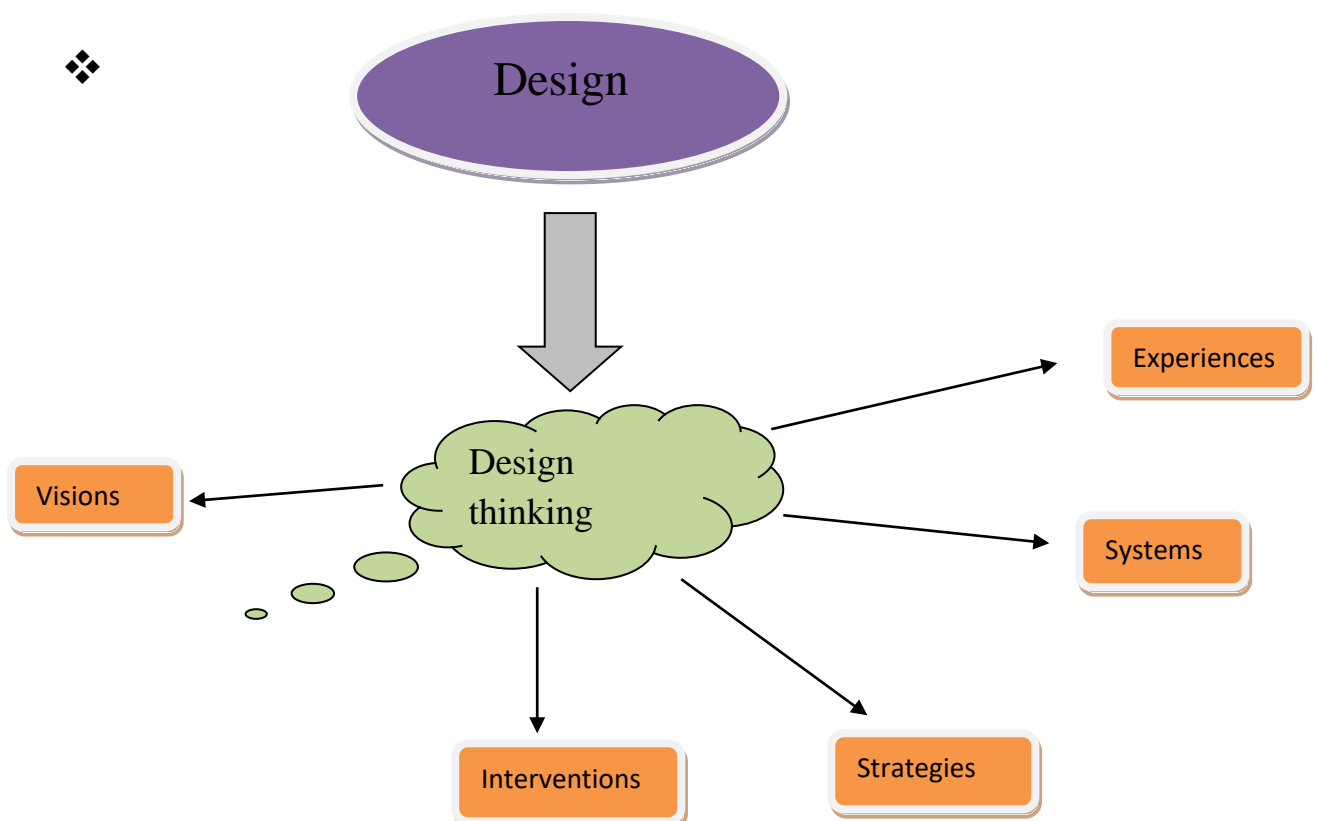 Design
Experiences
Design
thinking
Visions
Systems
Strategies
Interventions